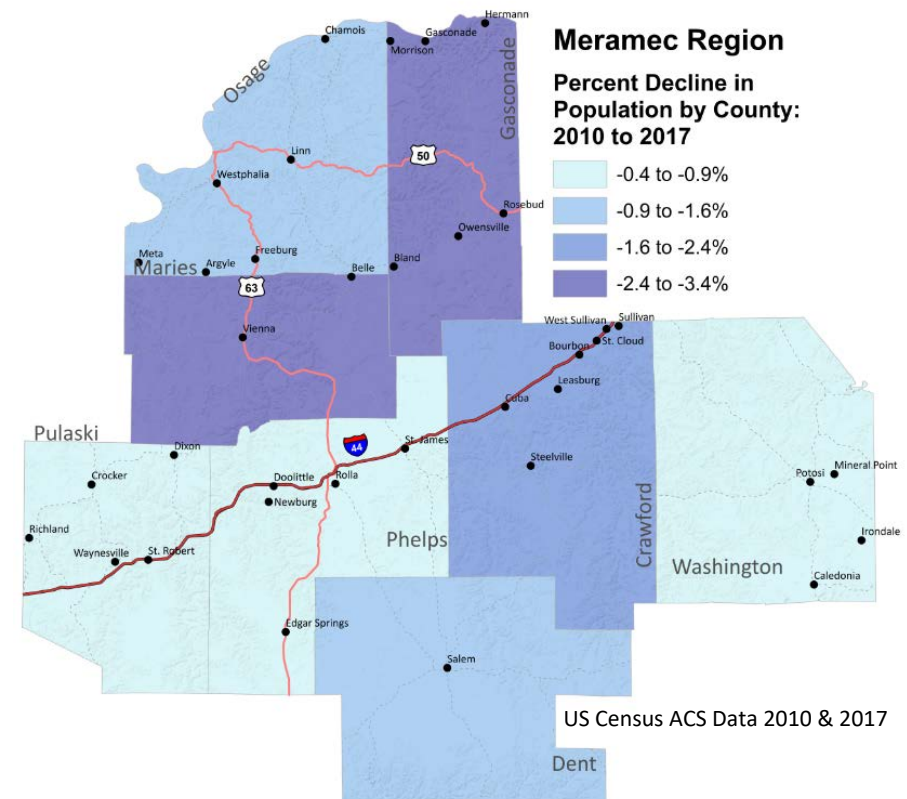 Hermann
Chamois
Gasconade
Morrison
Osage
Gasconade
Meramec Region
Percent Decline in
Population by County:
2010 to 2017
-0.4 to -0.9%
-0.9 to -1.6%
-1.6 to -2.4%
-2.4 to -3.4%
Linn
50
Westphalia
Rosebud
Owensville
Meta
Argyle
Freeburg
Belle
Bland
Maries
63
Vienna
West Sullivan
Sullivan
St. Cloud
Bourbon
Leasburg
Cuba
Pulaski
Dixon
44
St. James
Crocker
Doolittle
Rolla
Newburg
Steelville
Potosi
Mineral Point
Richland
Waynesville
St. Robert
Phelps
Crawford
Irondale
Washington
Caledonia
Edgar Springs
Salem
US Census ACS Data 2010 & 2017
Dent